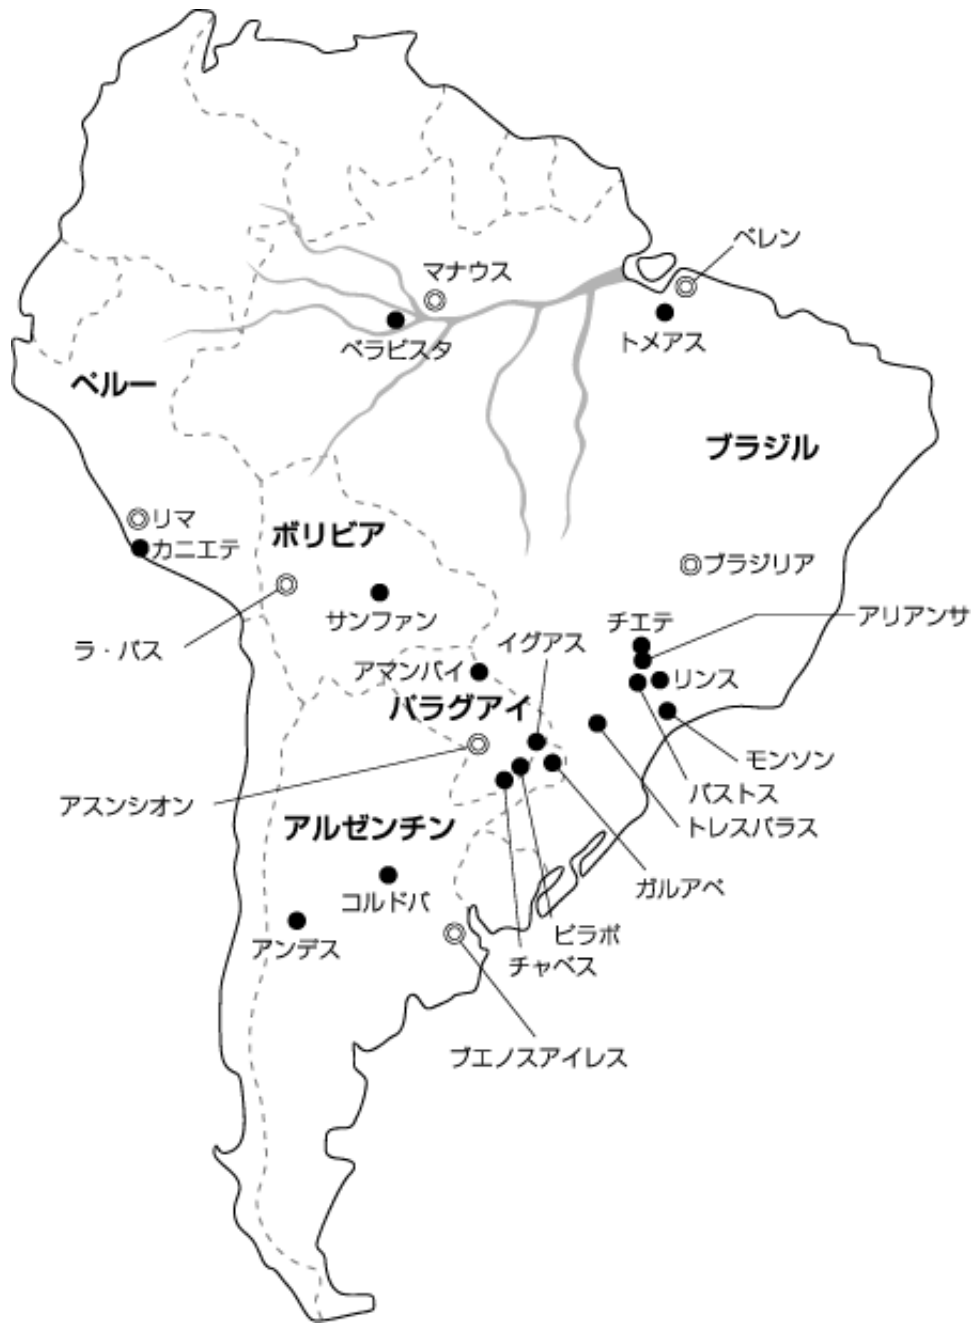 ベレン
マナウス
ベラビスタ
トメアス
ペルー
ブラジル
リマ
カニエテ
ボリビア
ブラジリア
サンファン
ラ・パス
チエテ
アリアンサ
イグアス
アマンバイ
リンス
パラグアイ
モンソン
バストス
アスンシオン
トレスバラス
アルゼンチン
ガルアペ
コルドバ
アンデス
ピラポ
チャベス
ブエノスアイレス